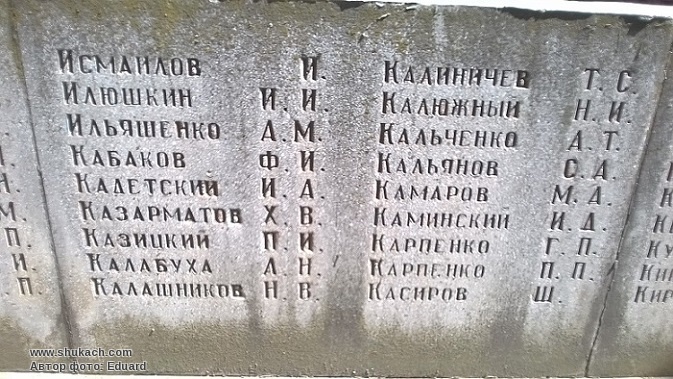 ИСМАИЛОВ И.
ИЛЮШКИН И. И.
ИЛЬЯШЕНКО А. М.
КАБАКОВ Ф. И.
КАДЕТСКИЙ И. Д.
КАЗАРМАТОВ Х. В.
КАЗИЦКИЙ П. И.
КАЛАБУХА А. Н.
КАЛАШНИКОВ Н. В.
КАЛИНИЧЕВ Т. С.
КАЛЮЖНЫЙ Н. И.
КАЛЬЧЕНКО А. Т.
КАЛЬЯНОВ С. А.
КАМАРОВ М. А.
КАМИНСКИЙ И. Д.
КАРПЕНКО Г. П.
КАРПЕНКО П. П.
КАСИРОВ Ш.
www.shukach.com
Автор фото: Eduard